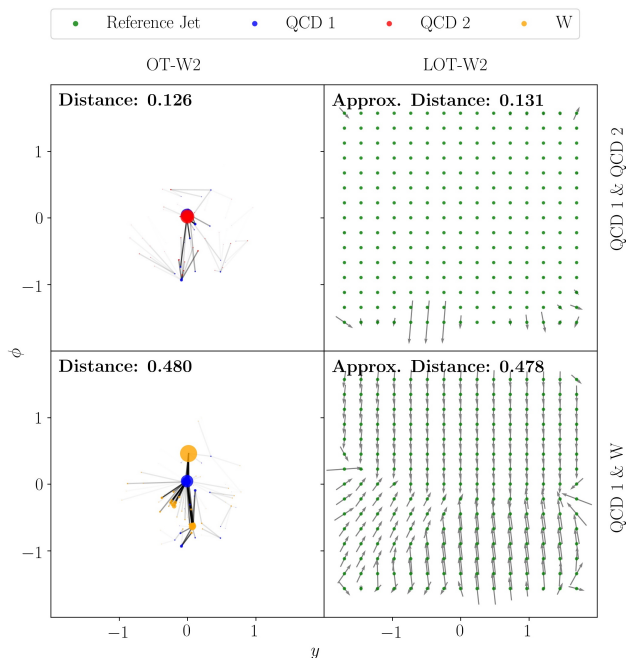 Reference Jet QCD 1 QCD 2 W
OT-W2 LOT-W2
Distance: 0.126 Approx. Distance: 0.131
1
0
−1
QCD 1 & QCD 2
ϕ
Distance: 0.480 Approx. Distance: 0.478
1
0
−1
QCD 1 & W
−1 0 1 −1 0 1
y